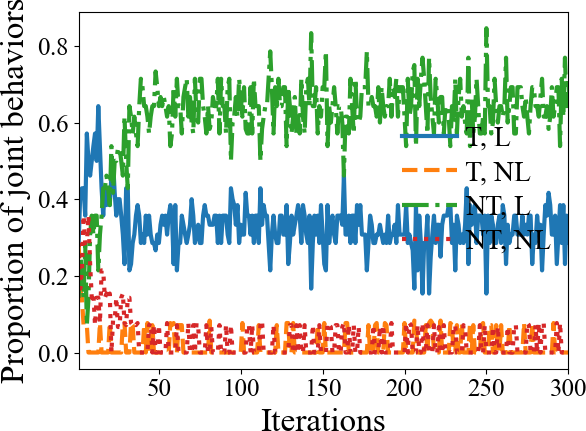 Proportion of joint behaviors
0.8
0.6
0.4
0.2
0.0
T, L
T, NL
NT, L
NT, NL
50
100
150
200
250
300
Iterations